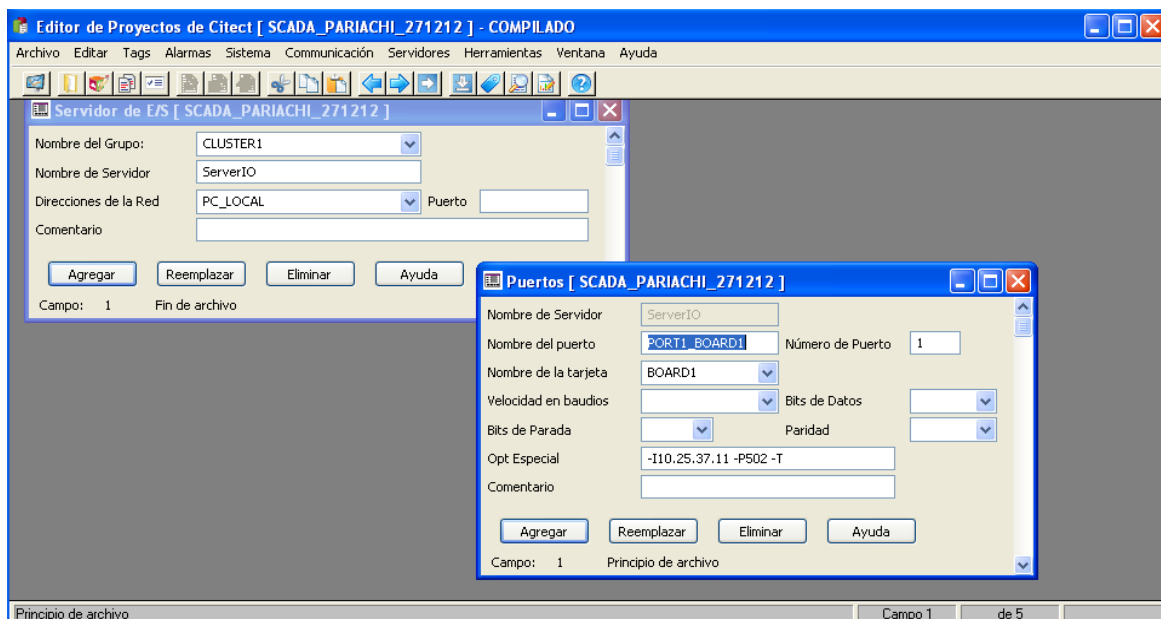 Editor de Proyectos de Citect [ SCADA_PARIACHI_271212 ] - COMPILADO
Archivo Editar Tags Alarmas Sistema Comunicación Servidores Herramientas Ventana Ayuda
Servidor de E/S [ SCADA_PARIACHI_271212 ]
Nombre del Grupo: CLUSTER1
Nombre de Servidor ServerIO
Direcciones de la Red PC_LOCAL Puerto
Comentario
Agregar Reemplazar Eliminar Ayuda
Campo: 1 Fin de archivo
Puertos [ SCADA_PARIACHI_271212 ]
Nombre de Servidor ServerIO
Nombre del puerto PORT1_BOARD1 Número de Puerto 1
Nombre de la tarjeta BOARD1
Velocidad en baudios Bits de Datos
Bits de Parada Paridad
Opt Especial -I10.25.37.11 -P502 -T
Comentario
Agregar Reemplazar Eliminar Ayuda
Campo: 1 Principio de archivo
Principio de archivo Campo 1 de 5